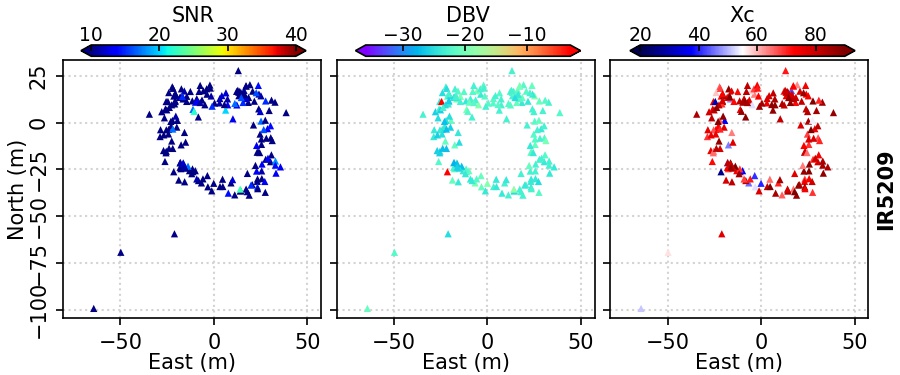 SNR DBV Xc
10 20 30 40 −30 −20 −10 20 40 60 80
25
0
−25
−50
−75
−100
North (m)
IR5209
−50 0 50 −50 0 50 −50 0 50
East (m) East (m) East (m)